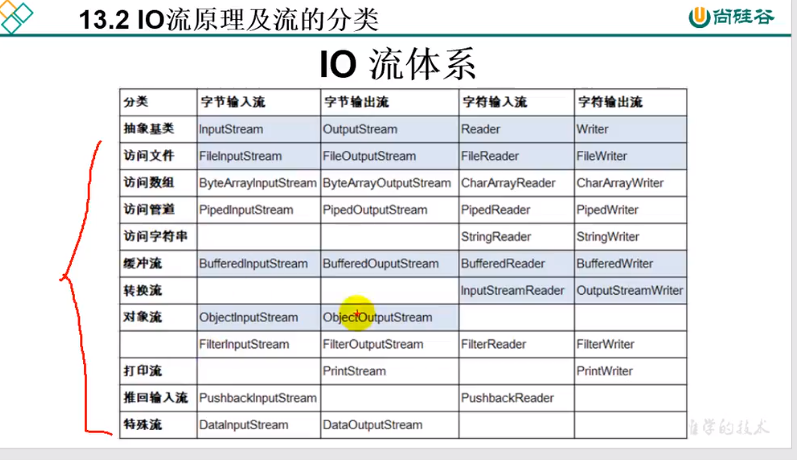 13.2 IO流原理及流的分类
尚硅谷
IO 流体系
分类 字节输入流 字节输出流 字符输入流 字符输出流
抽象基类 InputStream OutputStream Reader Writer
访问文件 FileInputStream FileOutputStream FileReader FileWriter
访问数组 ByteArrayInputStream ByteArrayOutputStream CharArrayReader CharArrayWriter
访问管道 PipedInputStream PipedOutputStream PipedReader PipedWriter
访问字符串 StringReader StringWriter
缓冲流 BufferedInputStream BufferedOuputStream BufferedReader BufferedWriter
转换流 InputStreamReader OutputStreamWriter
对象流 ObjectInputStream ObjectOutputStream
FilterInputStream FilterOutputStream FilterReader FilterWriter
打印流 PrintStream PrintWriter
推回输入流 PushbackInputStream PushbackReader
特殊流 DataInputStream DataOutputStream
自学的技术